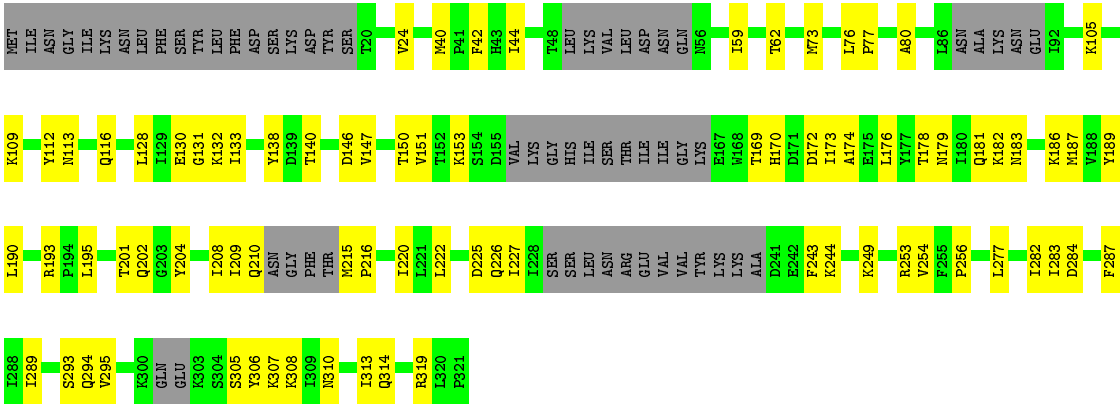 MET ILE ASN GLY ILE LYS ASN LEU PHE SER TYR LEU PHE ASP SER LYS ASP TYR SER T20 V24 M40 P41 F42 H43 I44 T48 LEU LYS VAL LEU ASP ASN GLN N56 I59 T62 M73 L76 P77 A80 L86 ASN ALA LYS ASN GLU I92 K105
K109 Y112 N113 Q116 L128 I129 E130 G131 K132 I133 Y138 D139 T140 D146 V147 T150 V151 T152 K153 S154 D155 VAL LYS GLY HIS ILE SER THR ILE ILE GLY LYS E167 W168 T169 H170 D171 D172 I173 A174 E175 L176 Y177 T178 N179 I180 Q181 K182 N183 K186 M187 V188 Y189
L190 R193 P194 L195 T201 Q202 G203 Y204 I208 I209 Q210 ASN GLY PHE THR M215 P216 I220 L221 L222 D225 Q226 I227 I228 SER SER LEU ASN ARG GLU VAL VAL TYR LYS LYS ALA D241 E242 F243 K244 K249 R253 V254 F255 P256 L277 I282 I283 D284 F287
I288 I289 S293 Q294 V295 K300 GLN GLU K303 S304 S305 Y306 K307 K308 I309 N310 I313 Q314 R319 L320 P321